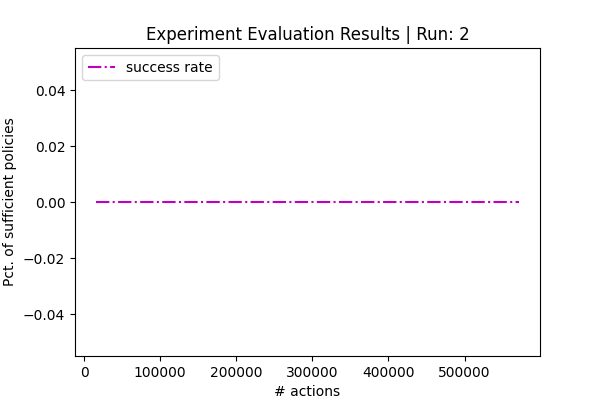 Experiment Evaluation Results | Run: 2
success rate
Pct. of sufficient policies
0.04
0.02
0.00
−0.02
−0.04
0 100000 200000 300000 400000 500000
# actions